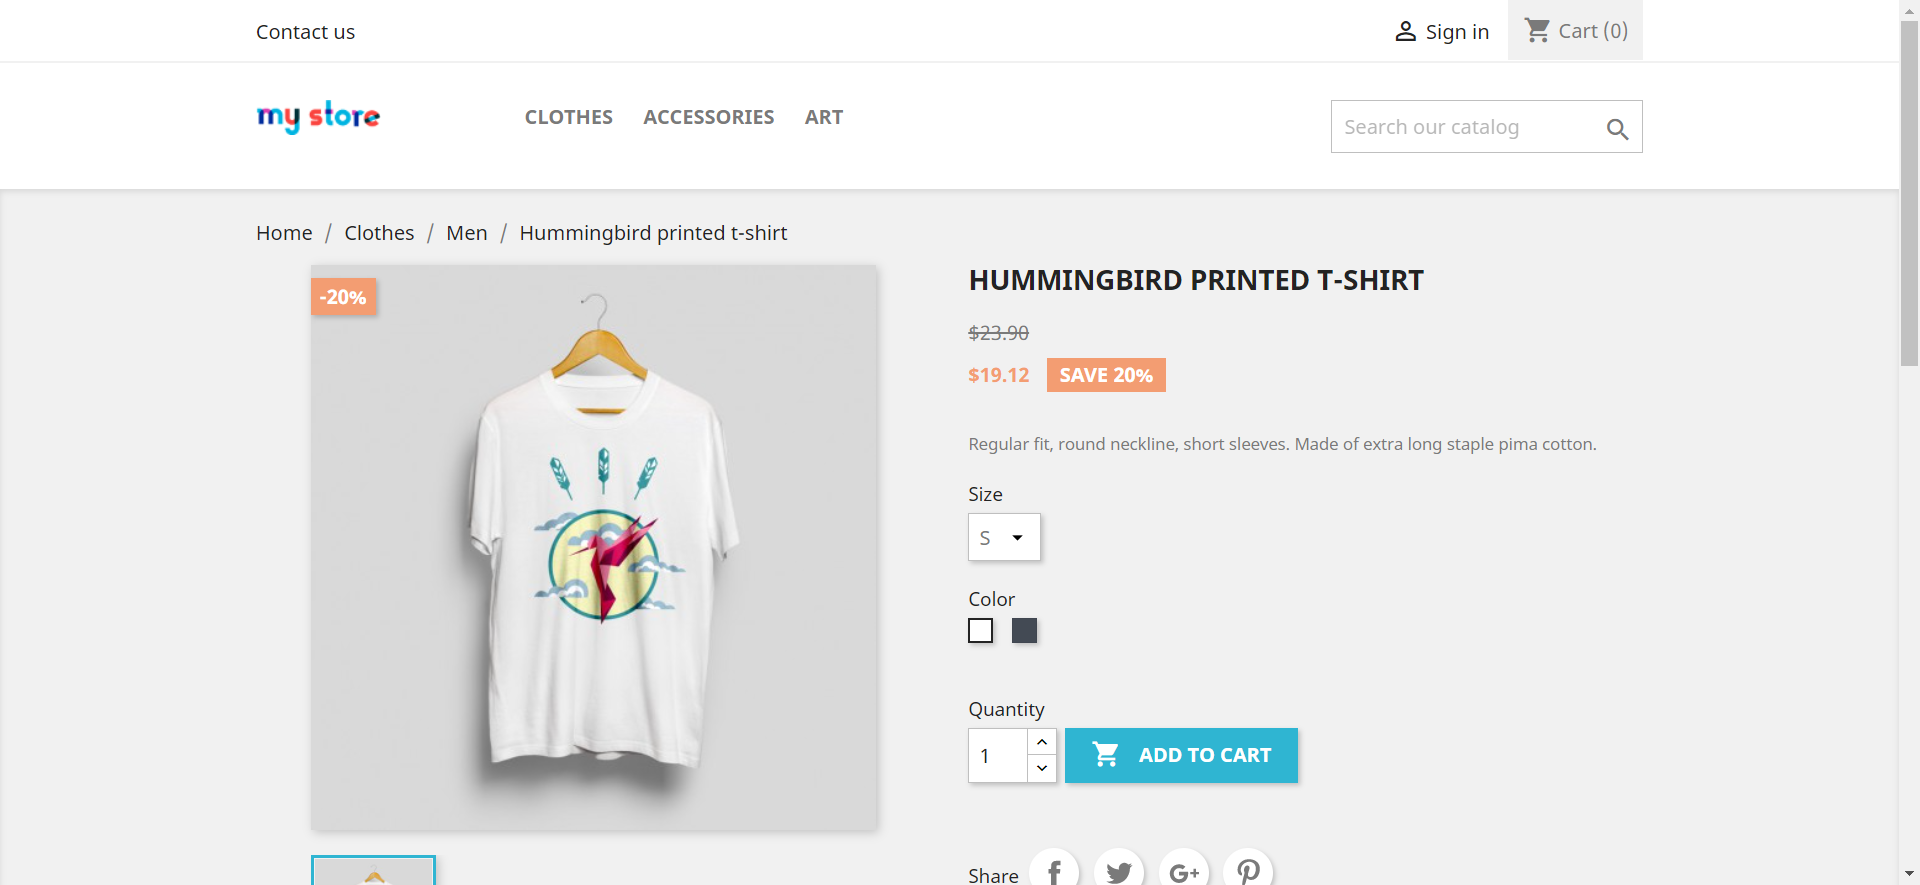 Contact us
Sign in
Cart (0)
my store
CLOTHES
ACCESSORIES
ART
Search our catalog
Home / Clothes / Men / Hummingbird printed t-shirt
-20%
HUMMINGBIRD PRINTED T-SHIRT
$23.90
$19.12
SAVE 20%
Regular fit, round neckline, short sleeves. Made of extra long staple pima cotton.
Size
S
Color
Quantity
1
ADD TO CART
Share